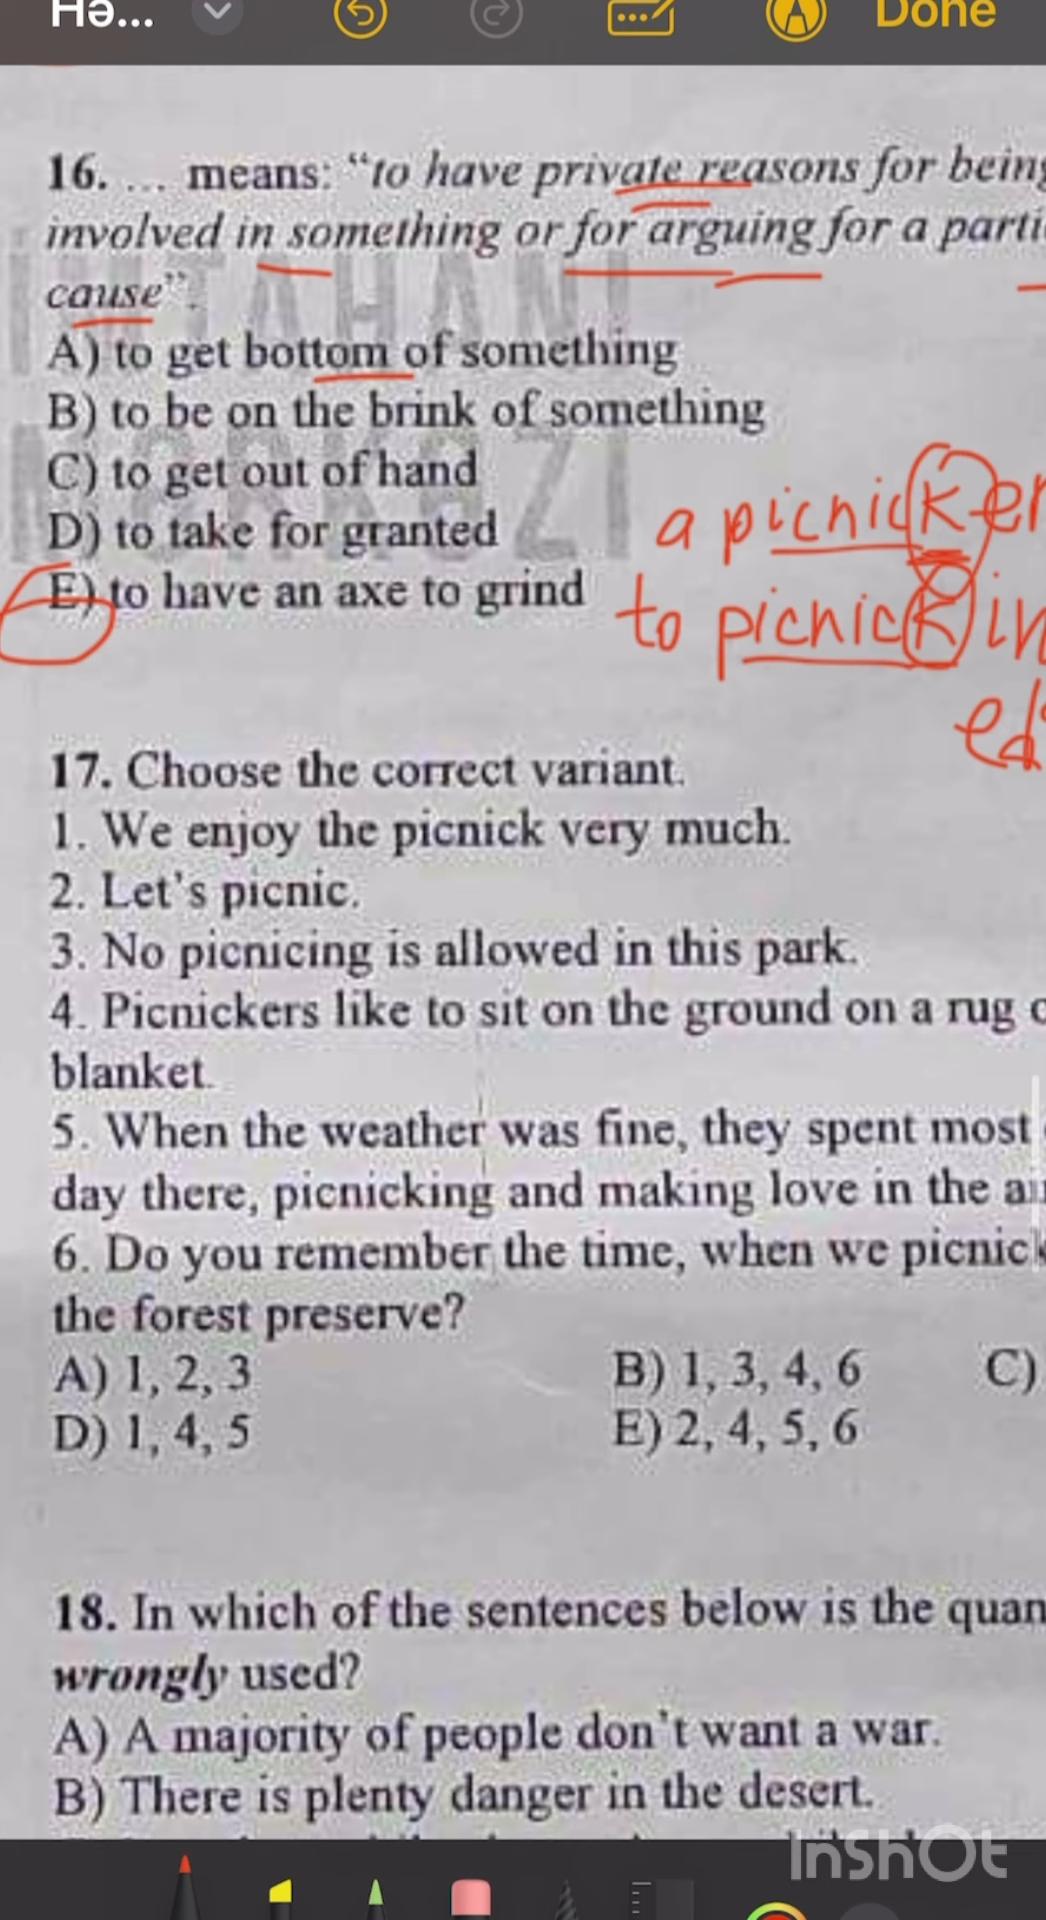 Hə...
Done
16. ... means: “to have private reasons for being
involved in something or for arguing for a
cause”.
A) to get bottom of something
B) to be on the brink of something
C) to get out of hand
D) to take for granted
E) to have an axe to grind
a picnicker
to picnick in
ed
17. Choose the correct variant.
1. We enjoy the picnick very much.
2. Let's picnic.
3. No picnicing is allowed in this park.
4. Picnickers like to sit on the ground on a rug
blanket.
5. When the weather was fine, they spent most
day there, picnicking and making love in the
6. Do you remember the time, when we
the forest preserve?
A) 1, 2, 3 B) 1, 3, 4, 6 C)
D) 1, 4, 5 E) 2, 4, 5, 6
18. In which of the sentences below is the
wrongly used?
A) A majority of people don't want a war.
B) There is plenty danger in the desert.
InShOt